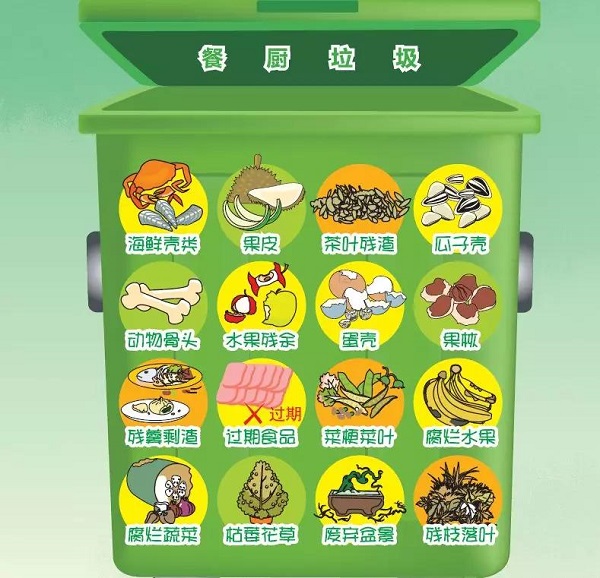 餐厨垃圾
海鲜壳类 果皮 茶叶残渣 瓜子壳
动物骨头 水果残余 蛋壳 果核
过期
残羹剩渣 过期食品 菜梗菜叶 腐烂水果
腐烂蔬菜 枯萎花草 废弃盆景 残枝落叶